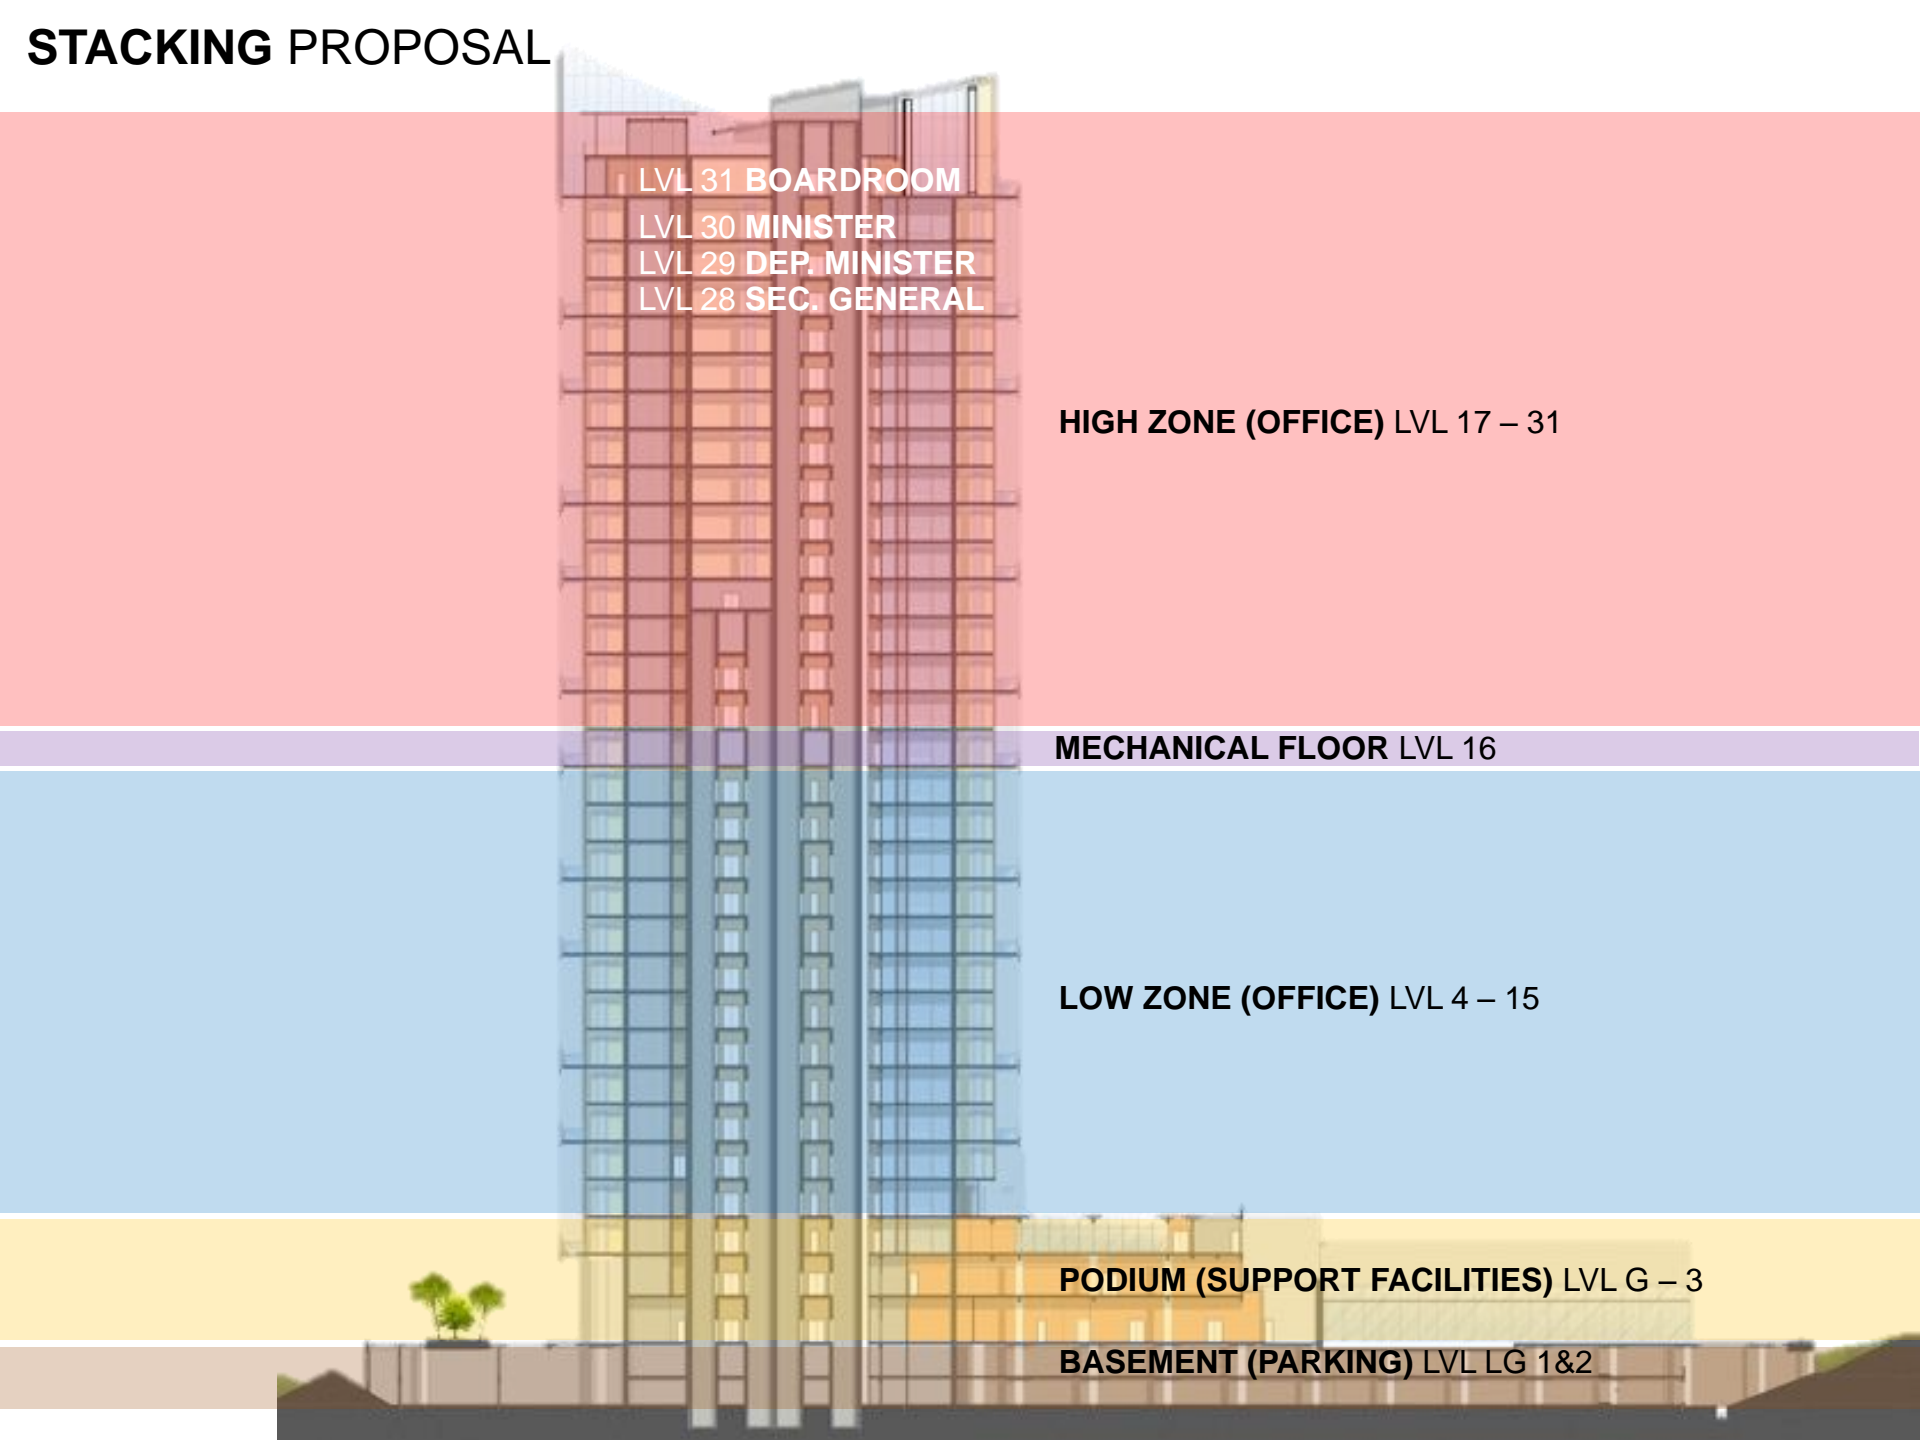 STACKING PROPOSAL
LVL 31 BOARDROOM
LVL 30 MINISTER
LVL 29 DEP. MINISTER
LVL 28 SEC. GENERAL
HIGH ZONE (OFFICE) LVL 17 – 31
MECHANICAL FLOOR LVL 16
LOW ZONE (OFFICE) LVL 4 – 15
PODIUM (SUPPORT FACILITIES) LVL G – 3
BASEMENT (PARKING) LVL LG 1&2